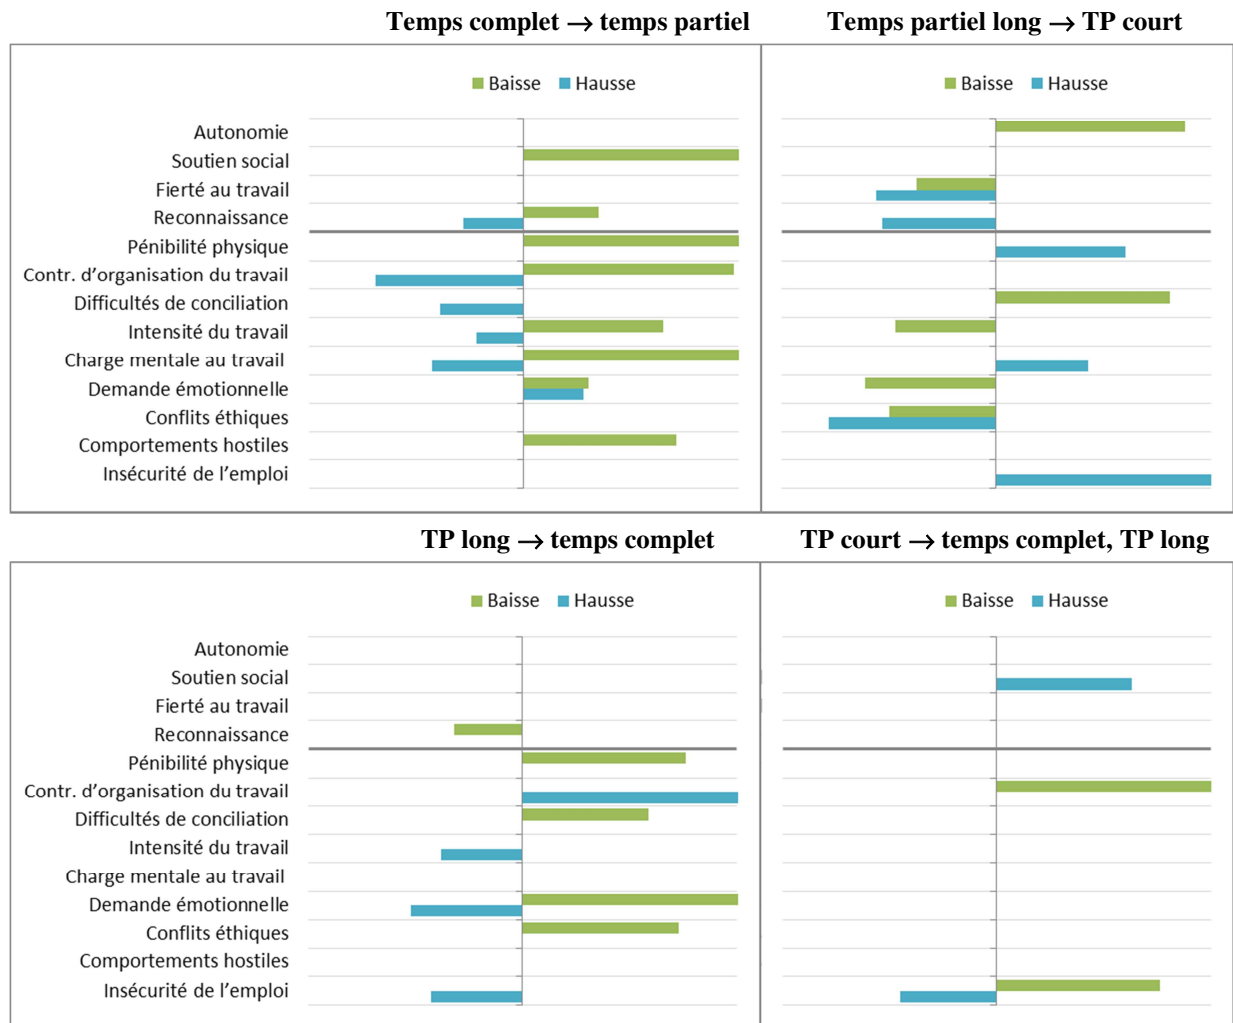 Temps complet → temps partiel
Temps partiel long → TP court
Baisse Hausse
Baisse Hausse
Autonomie
Soutien social
Fierté au travail
Reconnaissance
Pénibilité physique
Contr. d'organisation du travail
Difficultés de conciliation
Intensité du travail
Charge mentale au travail
Demande émotionnelle
Conflits éthiques
Comportements hostiles
Insécurité de l'emploi
TP long → temps complet
TP court → temps complet, TP long
Baisse Hausse
Baisse Hausse
Autonomie
Soutien social
Fierté au travail
Reconnaissance
Pénibilité physique
Contr. d'organisation du travail
Difficultés de conciliation
Intensité du travail
Charge mentale au travail
Demande émotionnelle
Conflits éthiques
Comportements hostiles
Insécurité de l'emploi